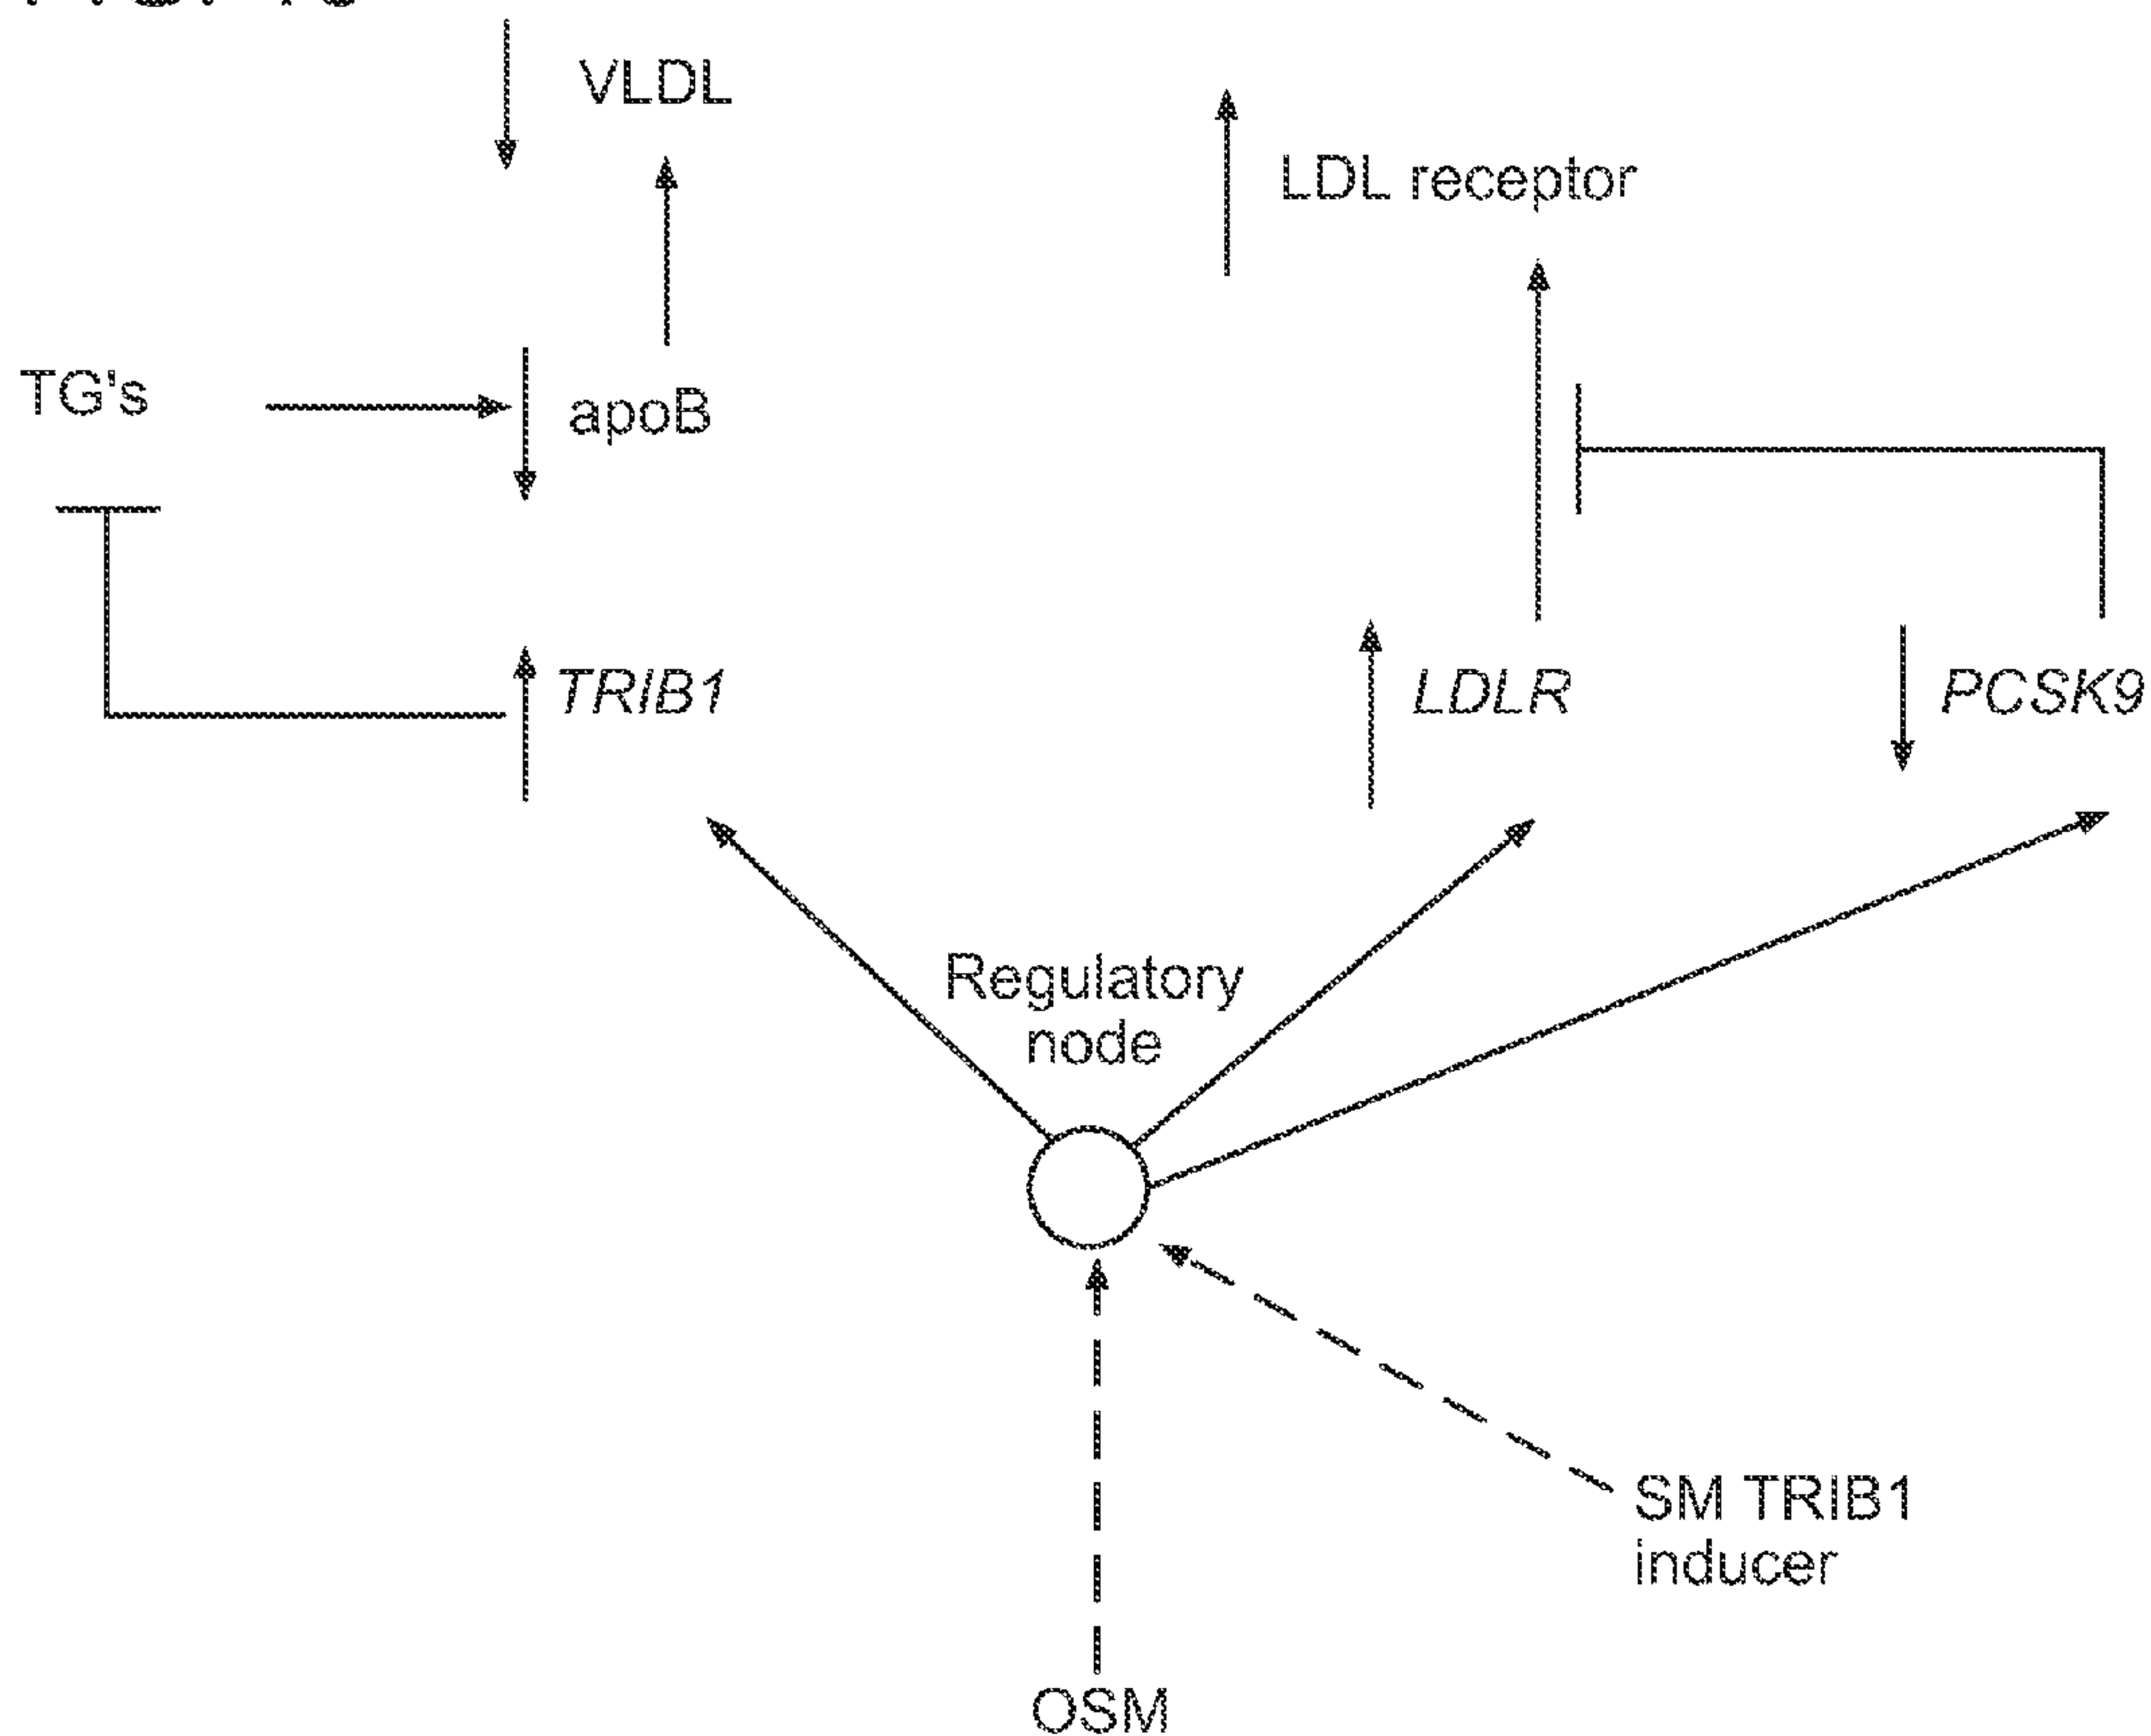 VLDL
LDL receptor
TG's
apoB
TRIB1
LDLR
PCSK9
Regulatory
node
SM TRIB1
inducer
OSM